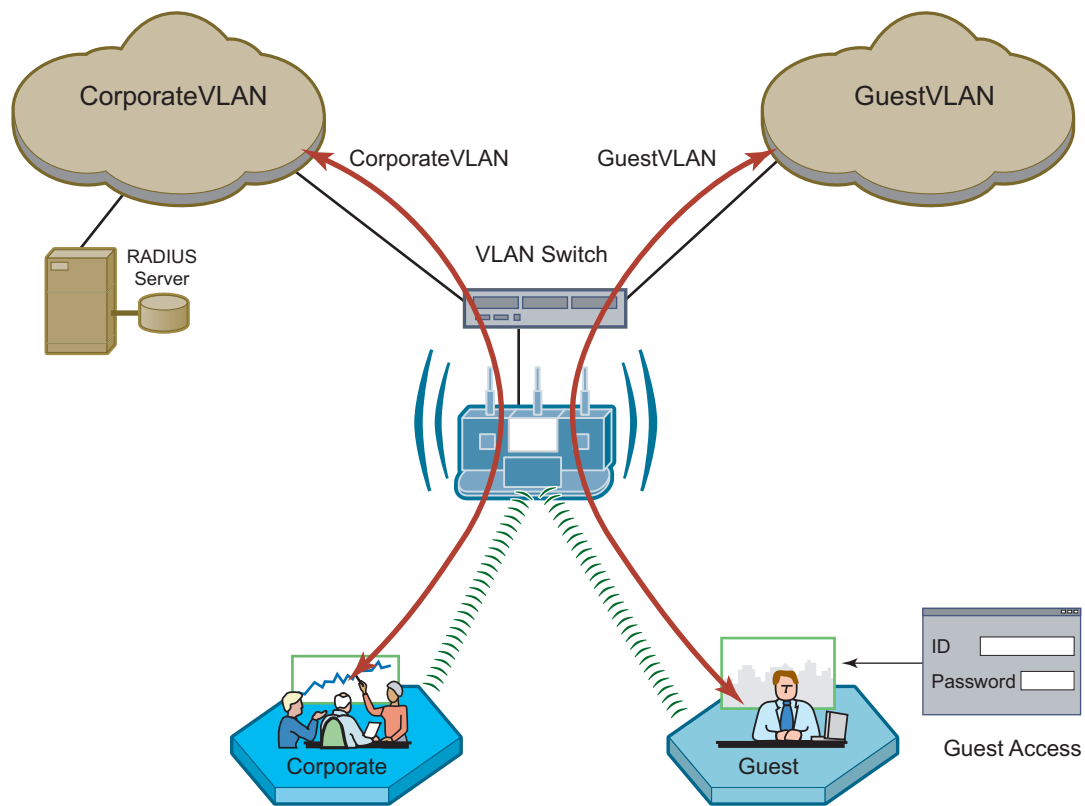 CorporateVLAN
GuestVLAN
CorporateVLAN
GuestVLAN
RADIUS
Server
VLAN Switch
ID
Password
Guest Access
Corporate
Guest